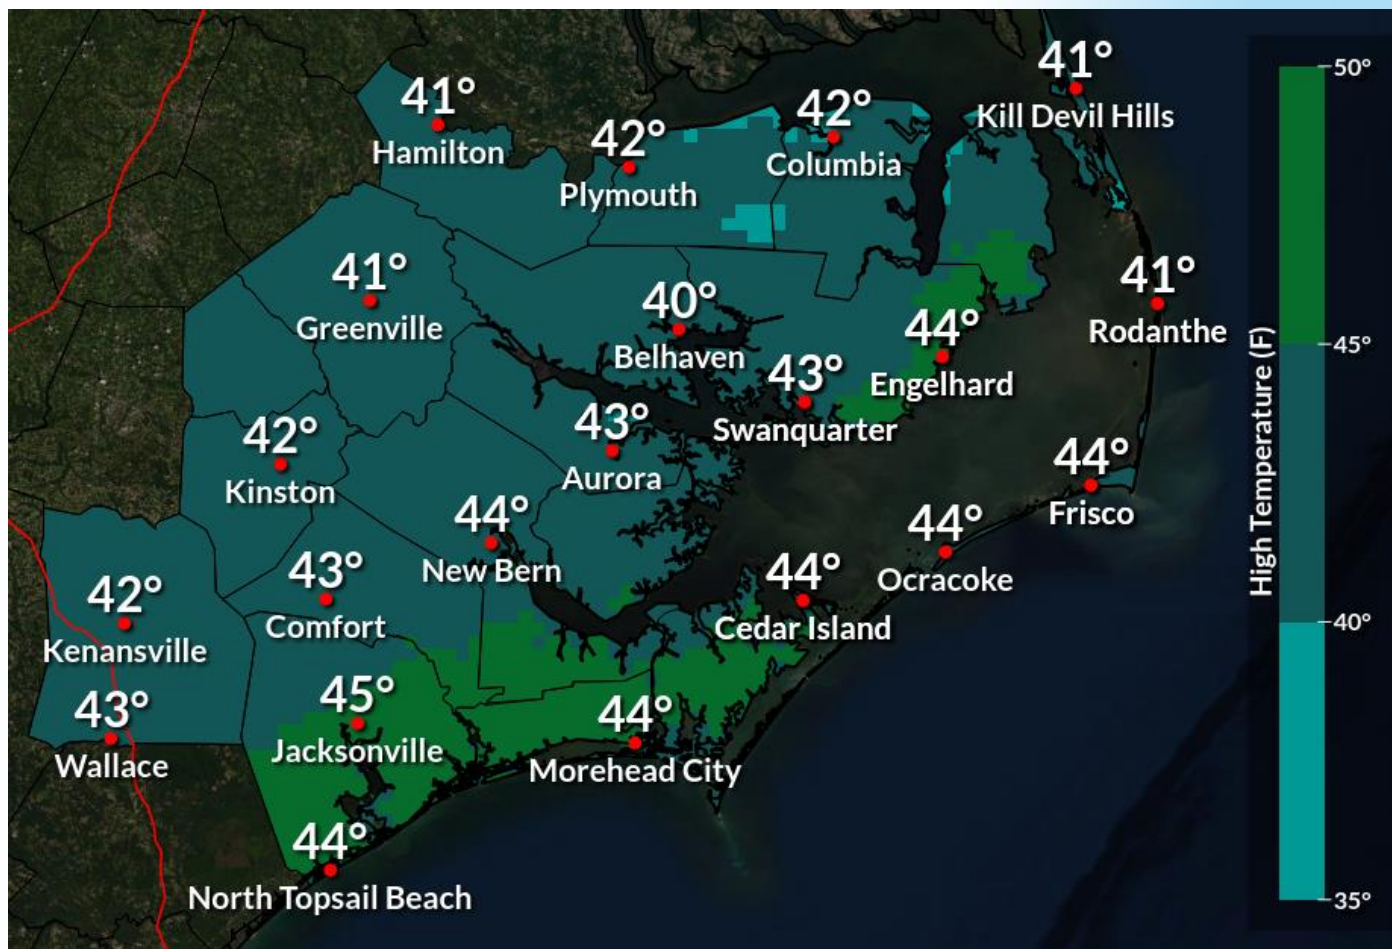 41°
Kill Devil Hills
50°
41°
Hamilton
42°
Columbia
42°
Plymouth
41°
Greenville
41°
Rodanthe
40°
Belhaven
44°
Engelhard
45°
43°
Swanquarter
43°
Aurora
42°
Kinston
44°
Frisco
44°
New Bern
44°
Ocracoke
44°
Cedar Island
43°
Comfort
42°
Kenansville
High Temperature (F)
40°
45°
Jacksonville
43°
Wallace
44°
Morehead City
44°
North Topsail Beach
35°